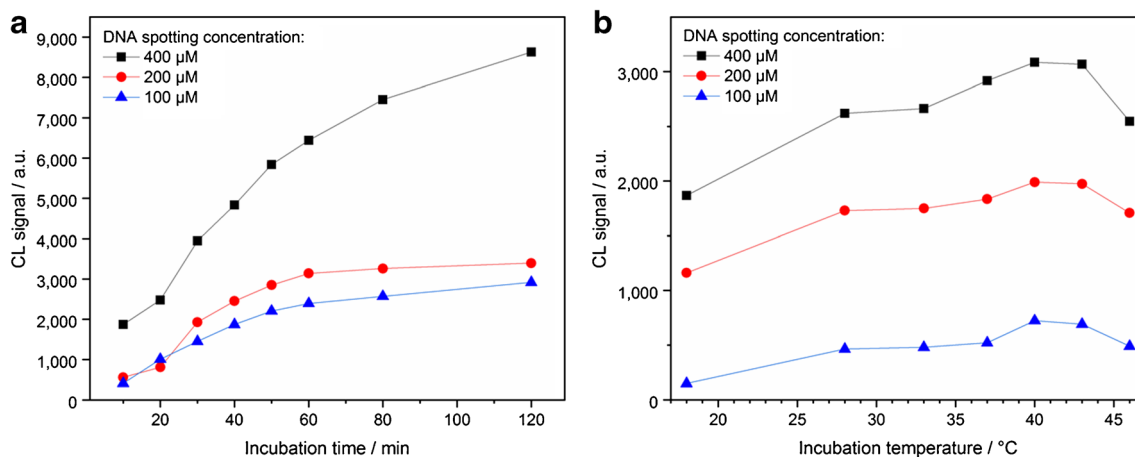 a
DNA spotting concentration:
400 µM
200 µM
100 µM
9,000
8,000
7,000
6,000
5,000
4,000
3,000
2,000
1,000
0
CL signal / a.u.
20
40
60
80
100
120
Incubation time / min
b
DNA spotting concentration:
400 µM
200 µM
100 µM
3,000
2,000
1,000
0
CL signal / a.u.
20
25
30
35
40
45
Incubation temperature / °C